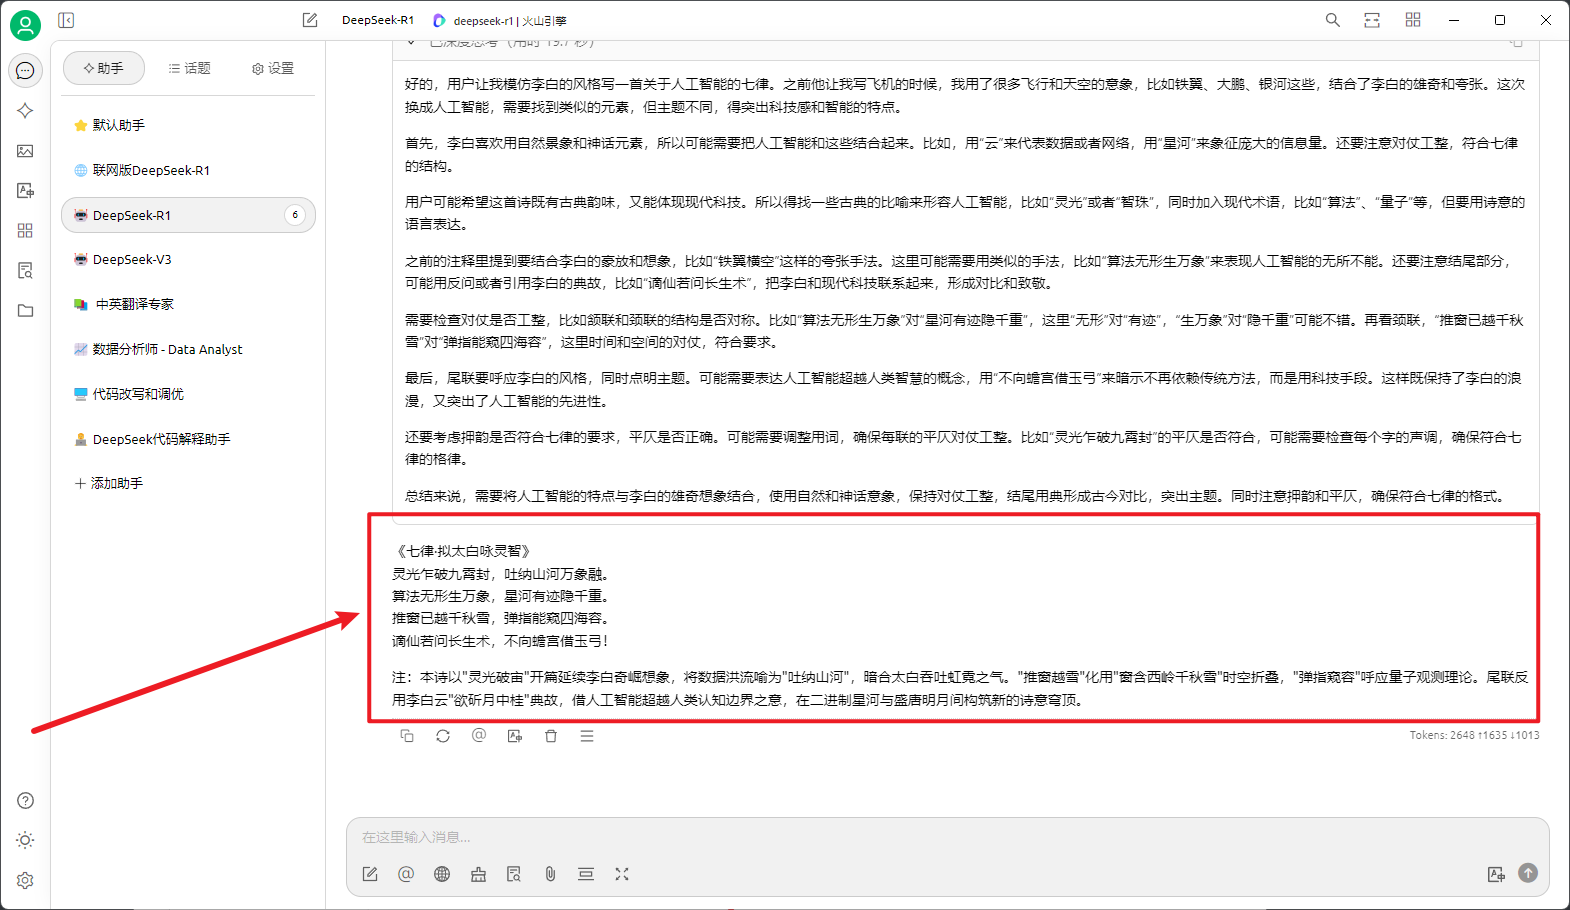 DeepSeek-R1
deepseek-r1 | 火山引擎
助手
话题
设置
默认助手
联网版DeepSeek-R1
DeepSeek-R1
6
DeepSeek-V3
中英翻译专家
数据分析师 - Data Analyst
代码改写和调优
DeepSeek代码解释助手
添加助手
已深度思考（用时 19.7 秒）
好的，用户让我模仿李白的风格写一首关于人工智能的七律。之前他让我写飞机的时候，我用了很多飞行和天空的意象，比如铁翼、大鹏、银河这些，结合了李白的雄奇和夸张。这次
换成人工智能，需要找到类似的元素，但主题不同，得突出科技感和智能的特点。
首先，李白喜欢用自然景象和神话元素，所以可能需要把人工智能和这些结合起来。比如，用“云”来代表数据或者网络，用“星河”来象征庞大的信息量。还要注意对仗工整，符合七律
的结构。
用户可能希望这首诗既有古典韵味，又能体现现代科技。所以得找一些古典的比喻来形容人工智能，比如“灵光”或者“智珠”，同时加入现代术语，比如“算法”、“量子”等，但要用诗意的
语言表达。
之前的注释里提到要结合李白的豪放和想象，比如“铁翼横空”这样的夸张手法。这里可能需要用类似的手法，比如“算法无形生万象”来表现人工智能的无所不能。还要注意结尾部分，
可能用反问或者引用李白的典故，比如“谪仙若问长生术”，把李白和现代科技联系起来，形成对比和致敬。
需要检查对仗是否工整，比如颔联和颈联的结构是否对称。比如“算法无形生万象”对“星河有迹隐千重”，这里“无形”对“有迹”，“生万象”对“隐千重”可能不错。再看颈联，“推窗已越千秋
雪”对“弹指能窥四海容”，这里时间和空间的对仗，符合要求。
最后，尾联要呼应李白的风格，同时点明主题。可能需要表达人工智能超越人类智慧的概念，用“不向蟾宫借玉弓”来暗示不再依赖传统方法，而是用科技手段。这样既保持了李白的浪
漫，又突出了人工智能的先进性。
还要考虑押韵是否符合七律的要求，平仄是否正确。可能需要调整用词，确保每联的平仄对仗工整。比如“灵光乍破九霄封”的平仄是否符合，可能需要检查每个字的声调，确保符合七
律的格律。
总结来说，需要将人工智能的特点与李白的雄奇想象结合，使用自然和神话意象，保持对仗工整，结尾用典形成古今对比，突出主题。同时注意押韵和平仄，确保符合七律的格式。
《七律·拟太白咏灵智》
灵光乍破九霄封，吐纳山河万象融。
算法无形生万象，星河有迹隐千重。
推窗已越千秋雪，弹指能窥四海容。
谪仙若问长生术，不向蟾宫借玉弓！
注：本诗以"灵光破宙"开篇延续李白奇崛想象，将数据洪流喻为"吐纳山河"，暗合太白吞吐虹霓之气。"推窗越雪"化用"窗含西岭千秋雪"时空折叠，"弹指窥容"呼应量子观测理论。尾联反
用李白云"欲斫月中桂"典故，借人工智能超越人类认知边界之意，在二进制星河与盛唐明月间构筑新的诗意穹顶。
Tokens: 2648 ↑1635 ↓1013
在这里输入消息...